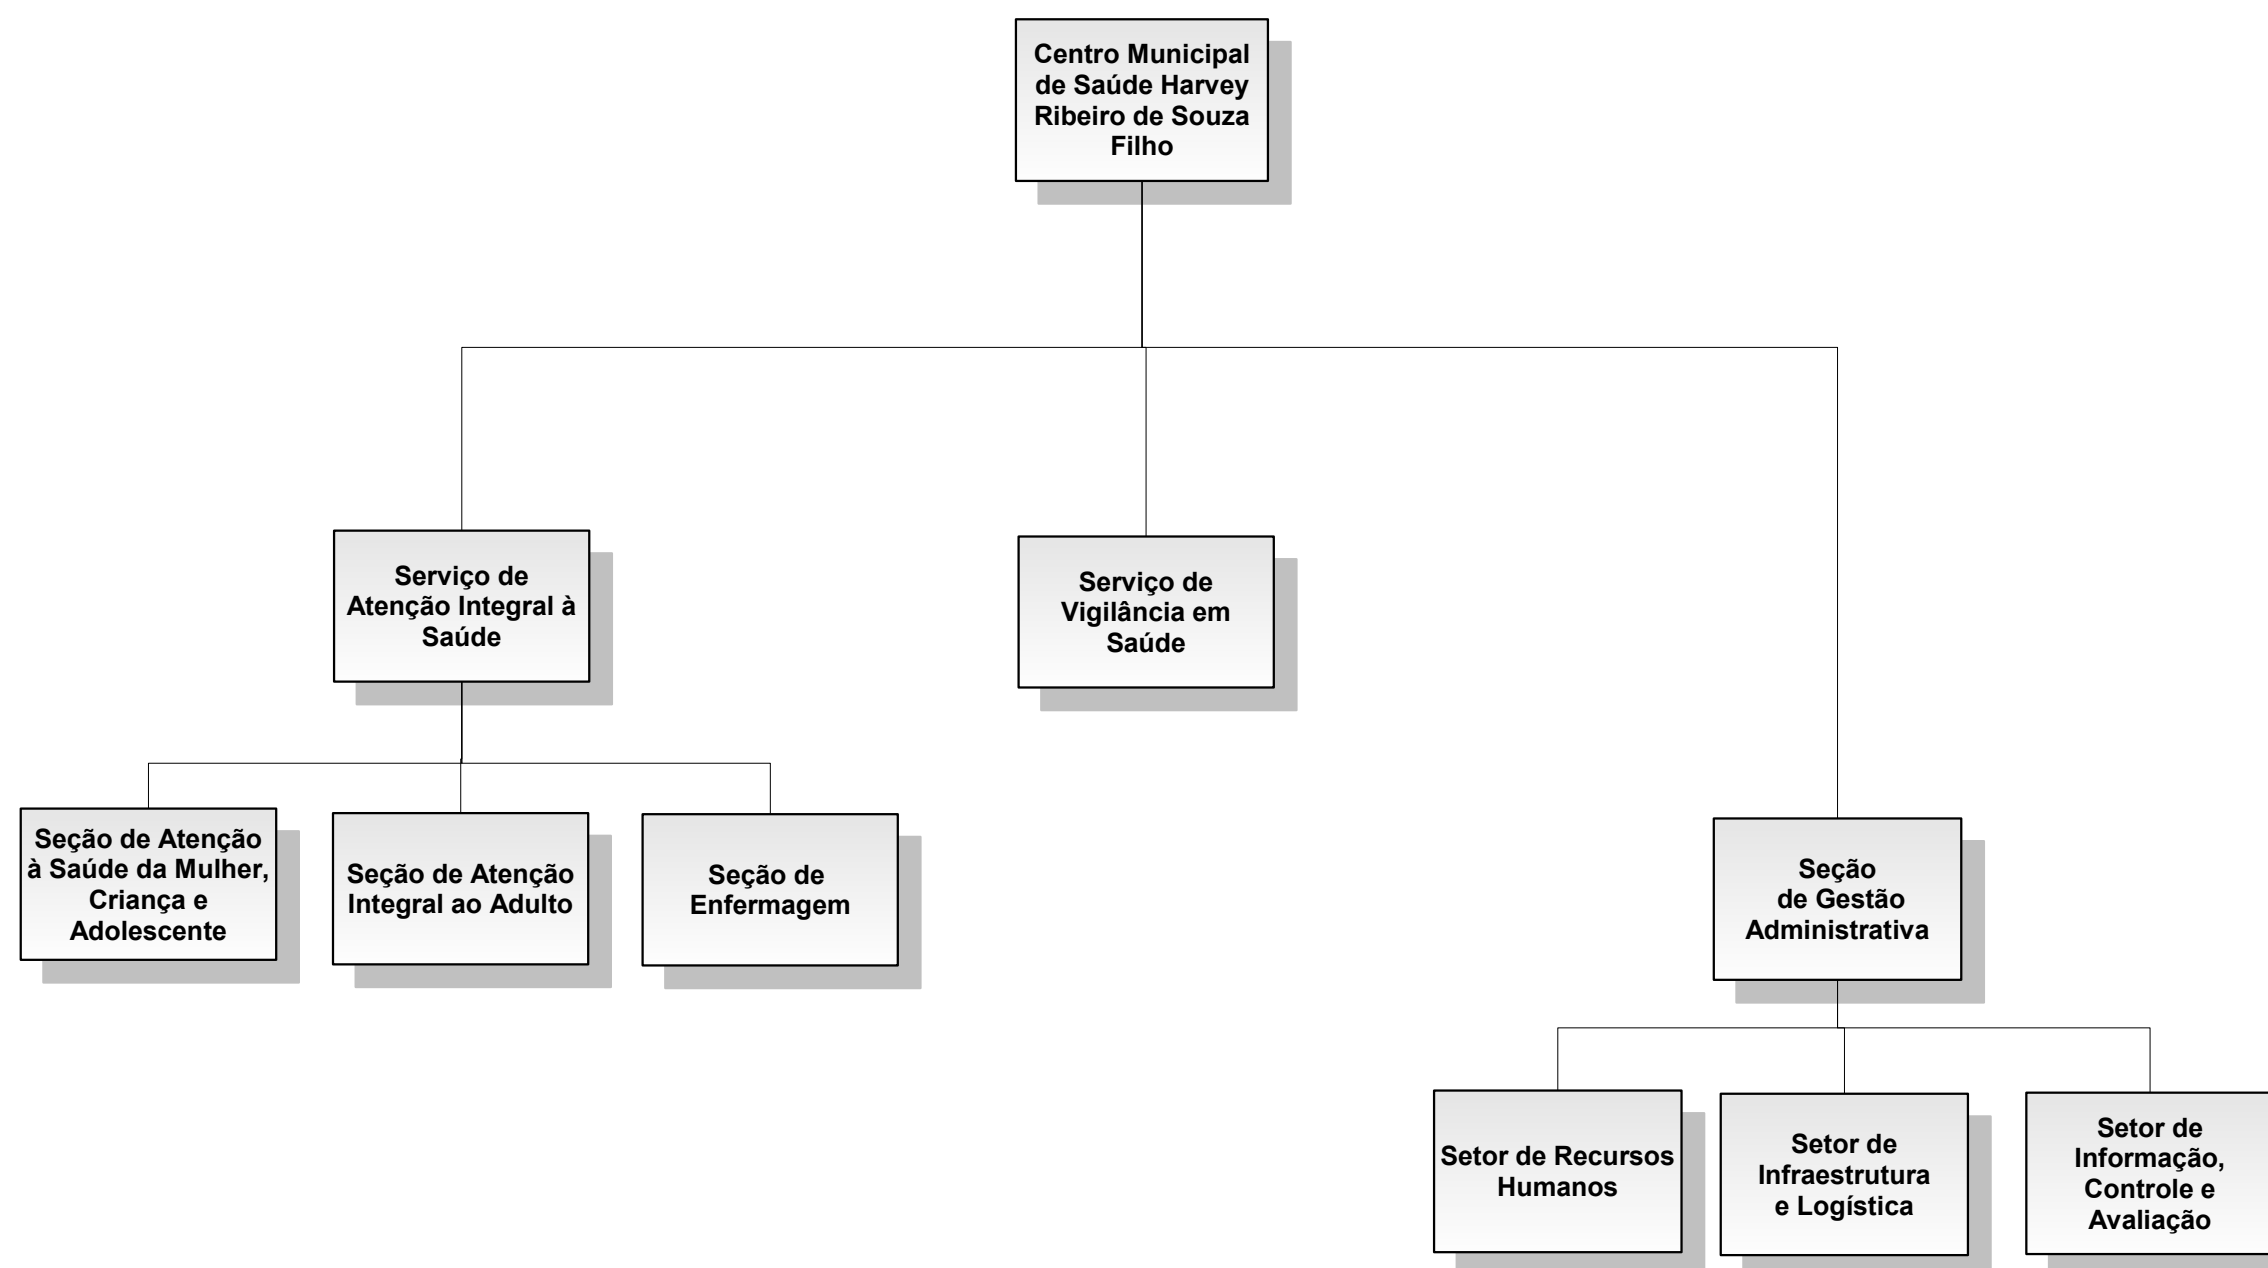 Centro Municipal
de Saúde Harvey
Ribeiro de Souza
Filho
Serviço de
Atenção Integral à
Saúde
Serviço de
Vigilância em
Saúde
Seção de Atenção
à Saúde da Mulher,
Criança e
Adolescente
Seção de Atenção
Integral ao Adulto
Seção de
Enfermagem
Seção
de Gestão
Administrativa
Setor de Recursos
Humanos
Setor de
Infraestrutura
e Logística
Setor de
Informação,
Controle e
Avaliação